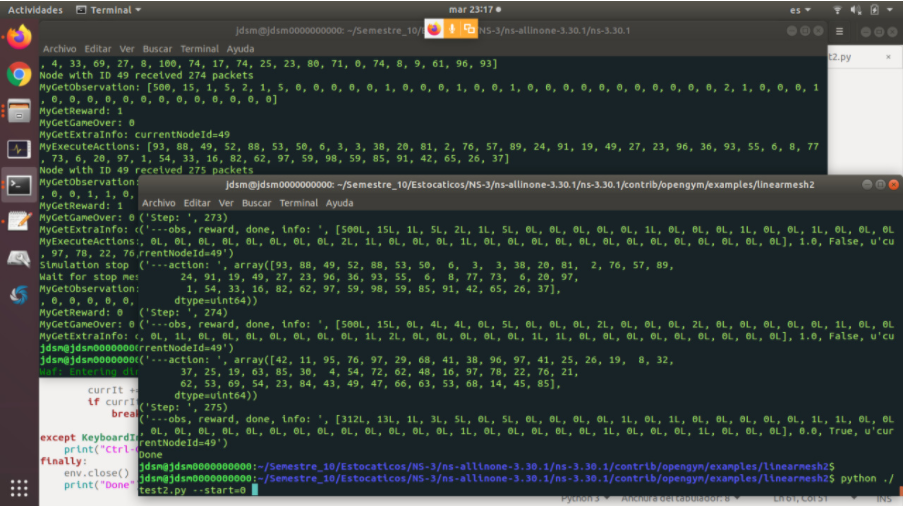 Actividades Terminal mar 23:17 es
jdsm@jdsm0000000000: ~/Semestre_10/ NS-3/ns-allinone-3.30.1/ns-3.30.1
Archivo Editar Ver Buscar Terminal Ayuda
t2.py ×
, 4, 33, 69, 27, 8, 100, 74, 17, 74, 25, 23, 80, 71, 0, 74, 8, 9, 61, 96, 93]
Node with ID 49 received 274 packets
MyGetObservation: [500, 15, 1, 5, 2, 1, 5, 0, 0, 0, 0, 0, 1, 0, 0, 0, 1, 0, 0, 1, 0, 0, 0, 0, 0, 0, 0, 0, 0, 0, 2, 1, 0, 0, 0, 1
, 0, 0, 0, 0, 0, 0, 0, 0, 0, 0, 0, 0, 0, 0]
MyGetReward: 1
MyGetGameOver: 0
MyGetExtraInfo: currentNodeId=49
MyExecuteActions: [93, 88, 49, 52, 88, 53, 50, 6, 3, 3, 38, 20, 81, 2, 76, 57, 89, 24, 91, 19, 49, 27, 23, 96, 36, 93, 55, 6, 8, 77
, 73, 6, 20, 97, 1, 54, 33, 16, 82, 62, 97, 59, 98, 59, 85, 91, 42, 65, 26, 37]
Node with ID 49 received 275 packets
MyGetObservation:
, 0, 0, 1, 1, 0,
MyGetReward: 1
MyGetGameOver: 0
MyGetExtraInfo: c
MyExecuteActions:
, 97, 78, 22, 76,
Simulation stop
Wait for stop mes
MyGetObservation:
, 0, 0, 0, 0, 0,
MyGetReward: 0
MyGetGameOver: 0
MyGetExtraInfo: c
jdsm@jdsm0000000
jdsm@jdsm0000000
Waf: Entering dir
currIt +=
if currI
break
except KeyboardIn
print("Ctrl-
finally:
env.close()
print("Done"
jdsm@jdsm0000000000: ~/Semestre_10/Estocaticos/NS-3/ns-allinone-3.30.1/ns-3.30.1/contrib/opengym/examples/linearmesh2
Archivo Editar Ver Buscar Terminal Ayuda
('Step: ', 273)
('---obs, reward, done, info: ', [500L, 15L, 1L, 5L, 2L, 1L, 5L, 0L, 0L, 0L, 0L, 0L, 1L, 0L, 0L, 0L, 1L, 0L, 0L, 1L, 0L, 0L
, 0L, 0L, 0L, 0L, 0L, 0L, 0L, 0L, 2L, 1L, 0L, 0L, 0L, 1L, 0L, 0L, 0L, 0L, 0L, 0L, 0L, 0L, 0L, 0L, 0L, 0L, 0L, 0L], 1.0, False, u'cu
rrentNodeId=49')
('---action: ', array([93, 88, 49, 52, 88, 53, 50, 6, 3, 3, 38, 20, 81, 2, 76, 57, 89,
24, 91, 19, 49, 27, 23, 96, 36, 93, 55, 6, 8, 77, 73, 6, 20, 97,
1, 54, 33, 16, 82, 62, 97, 59, 98, 59, 85, 91, 42, 65, 26, 37],
dtype=uint64))
('Step: ', 274)
('---obs, reward, done, info: ', [500L, 15L, 0L, 4L, 4L, 0L, 5L, 0L, 0L, 0L, 2L, 0L, 0L, 0L, 2L, 0L, 0L, 0L, 0L, 0L, 1L, 0L, 0L
, 0L, 1L, 0L, 0L, 0L, 0L, 0L, 0L, 1L, 2L, 0L, 0L, 0L, 0L, 0L, 0L, 1L, 1L, 0L, 0L, 0L, 0L, 0L, 0L, 0L], 1.0, False, u'cu
rrentNodeId=49')
('---action: ', array([42, 11, 95, 76, 97, 29, 68, 41, 38, 96, 97, 41, 25, 26, 19, 8, 32,
37, 25, 19, 63, 85, 30, 4, 54, 72, 62, 48, 16, 97, 78, 22, 76, 21,
62, 53, 69, 54, 23, 84, 43, 49, 47, 66, 63, 53, 68, 14, 45, 85],
dtype=uint64))
('Step: ', 275)
('---obs, reward, done, info: ', [312L, 13L, 1L, 3L, 5L, 0L, 5L, 0L, 0L, 0L, 0L, 1L, 0L, 1L, 0L, 0L, 0L, 0L, 0L, 1L, 1L, 0L, 0L
, 0L, 0L, 0L, 0L, 0L, 0L, 0L, 0L, 0L, 0L, 1L, 0L, 0L, 0L, 0L, 0L, 1L, 0L, 0L, 0L, 1L, 0L, 0L, 0L, 0L], 0.0, True, u'cur
rentNodeId=49')
Done
jdsm@jdsm0000000000:~/Semestre_10/Estocaticos/NS-3/ns-allinone-3.30.1/ns-3.30.1/contrib/opengym/examples/linearmesh2$
jdsm@jdsm0000000000:~/Semestre_10/Estocaticos/NS-3/ns-allinone-3.30.1/ns-3.30.1/contrib/opengym/examples/linearmesh2$ python ./
test2.py --start=0
Python 3 Anchura del tabulador: 8 Ln 61, Col 51 INS